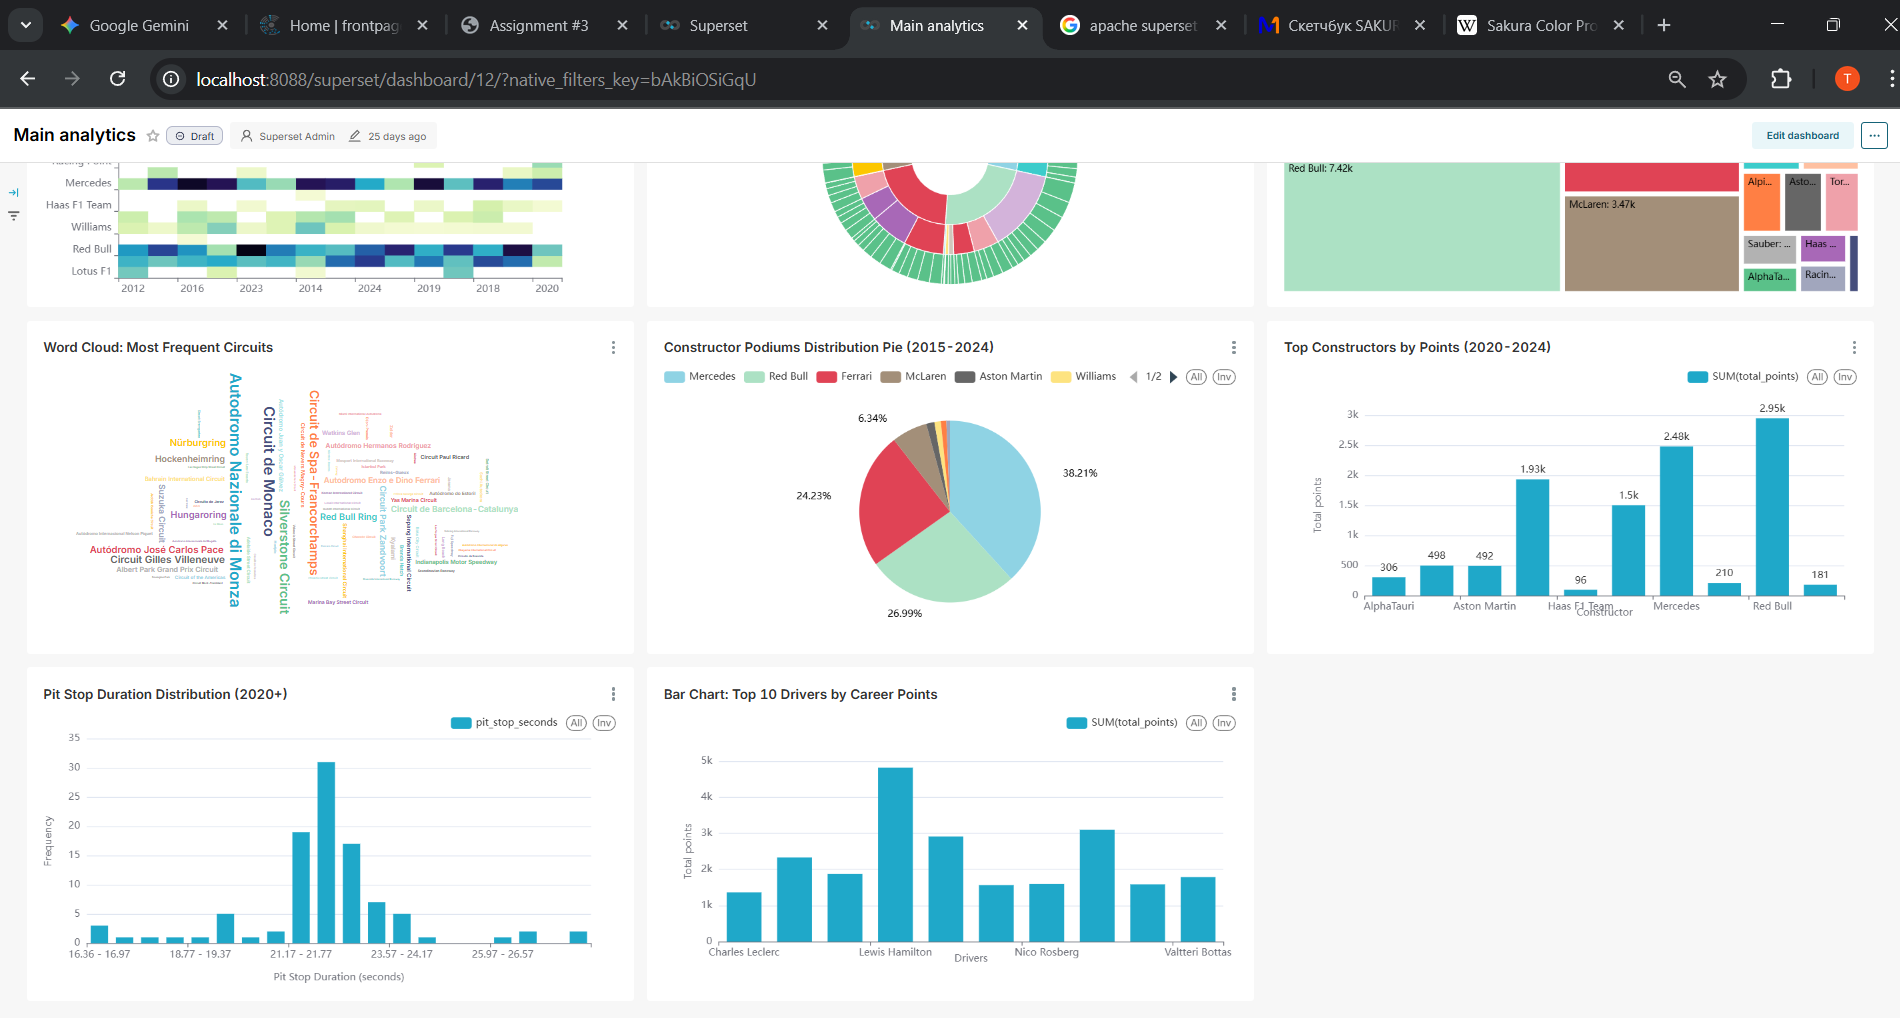 Google Gemini
Home | frontpag
Assignment #3
Superset
Main analytics
apache superset
Скетчбук SAKUR
Sakura Color Pro
localhost:8088/superset/dashboard/12/?native_filters_key=bAkBiOSiGqU
T
Main analytics
Draft
Superset Admin
25 days ago
Edit dashboard
Mercedes
Haas F1 Team
Williams
Red Bull
Lotus F1
2012 2016 2023 2014 2024 2019 2018 2020
Red Bull: 7.42k
McLaren: 3.47k
Alpi... Asto... Tor...
Sauber: ... Haas ...
AlphaTa... Racin...
Word Cloud: Most Frequent Circuits
Autodromo Nazionale di Monza
Circuit de Monaco
Circuit de Spa-Francorchamps
Silverstone Circuit
Nürburgring
Hockenheimring
Bahrain International Circuit
Suzuka Circuit
Hungaroring
Autódromo José Carlos Pace
Circuit Gilles Villeneuve
Albert Park Grand Prix Circuit
Circuit of the Americas
Watkins Glen
Autódromo Hermanos Rodríguez
Circuit Paul Ricard
Autodromo Enzo e Dino Ferrari
Yas Marina Circuit
Circuit de Barcelona-Catalunya
Red Bull Ring
Circuit Park Zandvoort
Sepang International Circuit
Shanghai International Circuit
Indianapolis Motor Speedway
Marina Bay Street Circuit
Constructor Podiums Distribution Pie (2015-2024)
Mercedes Red Bull Ferrari McLaren Aston Martin Williams 1/2 All Inv
6.34%
38.21%
24.23%
26.99%
Top Constructors by Points (2020-2024)
SUM(total_points) All Inv
Total points
3k
2.5k
2k
1.5k
1k
500
0
306
498
492
1.93k
96
1.5k
2.48k
210
2.95k
181
AlphaTauri Aston Martin Haas F1 Team Mercedes Red Bull
Constructor
Pit Stop Duration Distribution (2020+)
pit_stop_seconds All Inv
Frequency
35
30
25
20
15
10
5
0
16.36 - 16.97 18.77 - 19.37 21.17 - 21.77 23.57 - 24.17 25.97 - 26.57
Pit Stop Duration (seconds)
Bar Chart: Top 10 Drivers by Career Points
SUM(total_points) All Inv
Total points
5k
4k
3k
2k
1k
0
Charles Leclerc Lewis Hamilton Nico Rosberg Valtteri Bottas
Drivers